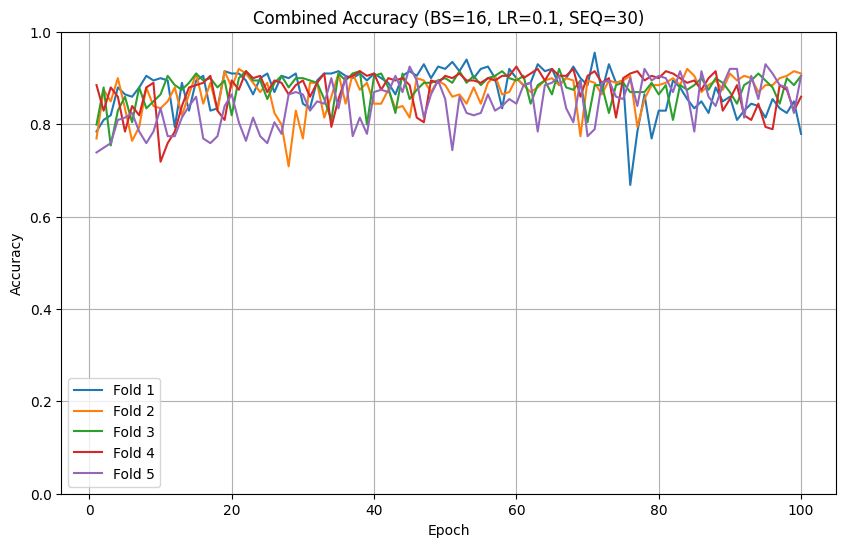 Combined Accuracy (BS=16, LR=0.1, SEQ=30)
1.0
0.8
0.6
0.4
0.2
0.0
Accuracy
Fold 1
Fold 2
Fold 3
Fold 4
Fold 5
0 20 40 60 80 100
Epoch